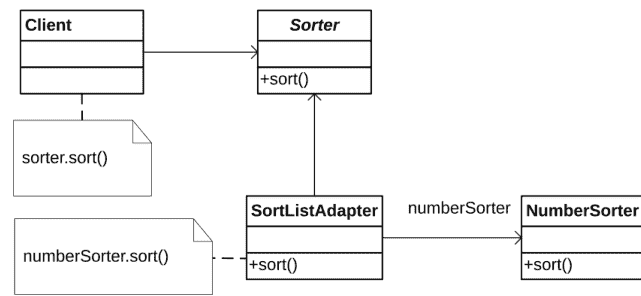 Client
Sorter
+sort()
sorter.sort()
SortListAdapter
numberSorter
NumberSorter
numberSorter.sort()
+sort()
+sort()